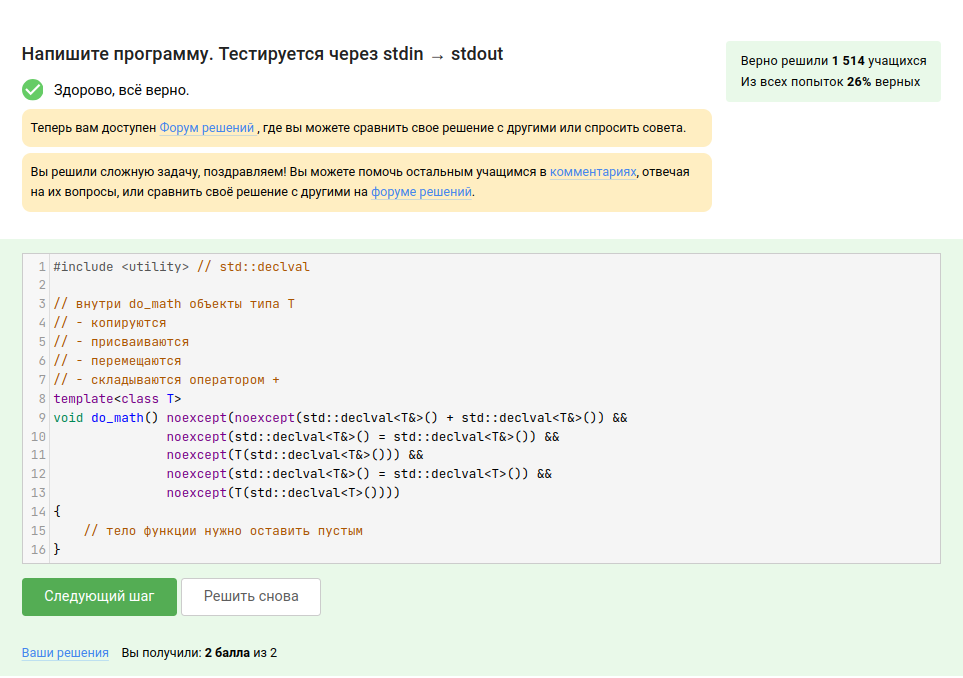 Напишите программу. Тестируется через stdin → stdout
Верно решили 1 514 учащихся
Из всех попыток 26% верных
Здорово, всё верно.
Теперь вам доступен Форум решений , где вы можете сравнить свое решение с другими или спросить совета.
Вы решили сложную задачу, поздравляем! Вы можете помочь остальным учащимся в комментариях, отвечая
на их вопросы, или сравнить своё решение с другими на форуме решений.
1 #include <utility> // std::declval
2
3 // внутри do_math объекты типа T
4 // - копируются
5 // - присваиваются
6 // - перемещаются
7 // - складываются оператором +
8 template<class T>
9 void do_math() noexcept(noexcept(std::declval<T&>() + std::declval<T&>()) &&
10                noexcept(std::declval<T&>() = std::declval<T&>()) &&
11                noexcept(T(std::declval<T&>())) &&
12                noexcept(std::declval<T&>() = std::declval<T>()) &&
13                noexcept(T(std::declval<T>())))
14 {
15     // тело функции нужно оставить пустым
16 }
Следующий шаг
Решить снова
Ваши решения Вы получили: 2 балла из 2